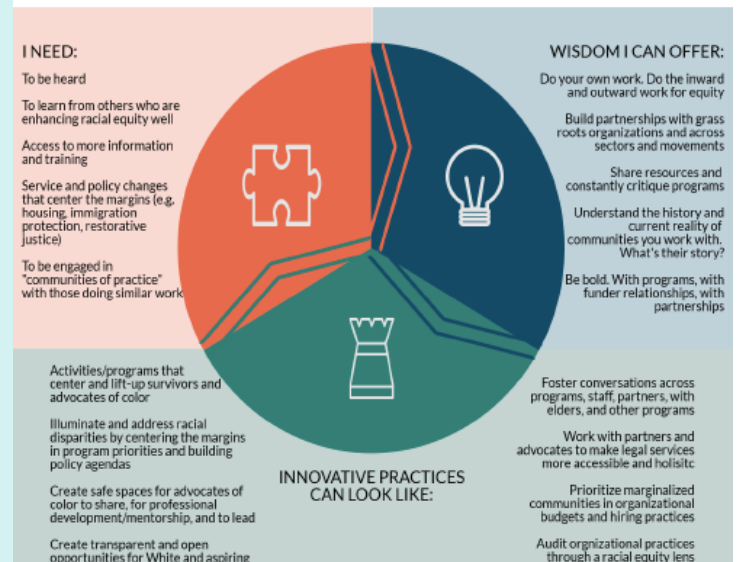 I NEED:
To be heard
To learn from others who are
enhancing racial equity well
Access to more information
and training
Service and policy changes
that center the margins (e.g.
housing, immigration
protection, restorative
justice)
To be engaged in
"communities of practice"
with those doing similar work
WISDOM I CAN OFFER:
Do your own work. Do the inward
and outward work for equity
Build partnerships with grass
roots organizations and across
sectors and movements
Share resources and
constantly critique programs
Understand the history and
current reality of
communities you work with.
What's their story?
Be bold. With programs, with
funder relationships, with
partnerships
INNOVATIVE PRACTICES
CAN LOOK LIKE:
Activities/programs that
center and lift-up survivors and
advocates of color
Illuminate and address racial
disparities by centering the margins
in program priorities and building
policy agendas
Create safe spaces for advocates of
color to share, for professional
development/mentorship, and to lead
Create transparent and open
opportunities for White and aspiring
Foster conversations across
programs, staff, partners, with
elders, and other programs
Work with partners and
advocates to make legal services
more accessible and holisitc
Prioritize marginalized
communities in organizational
budgets and hiring practices
Audit orgnizational practices
through a racial equity lens